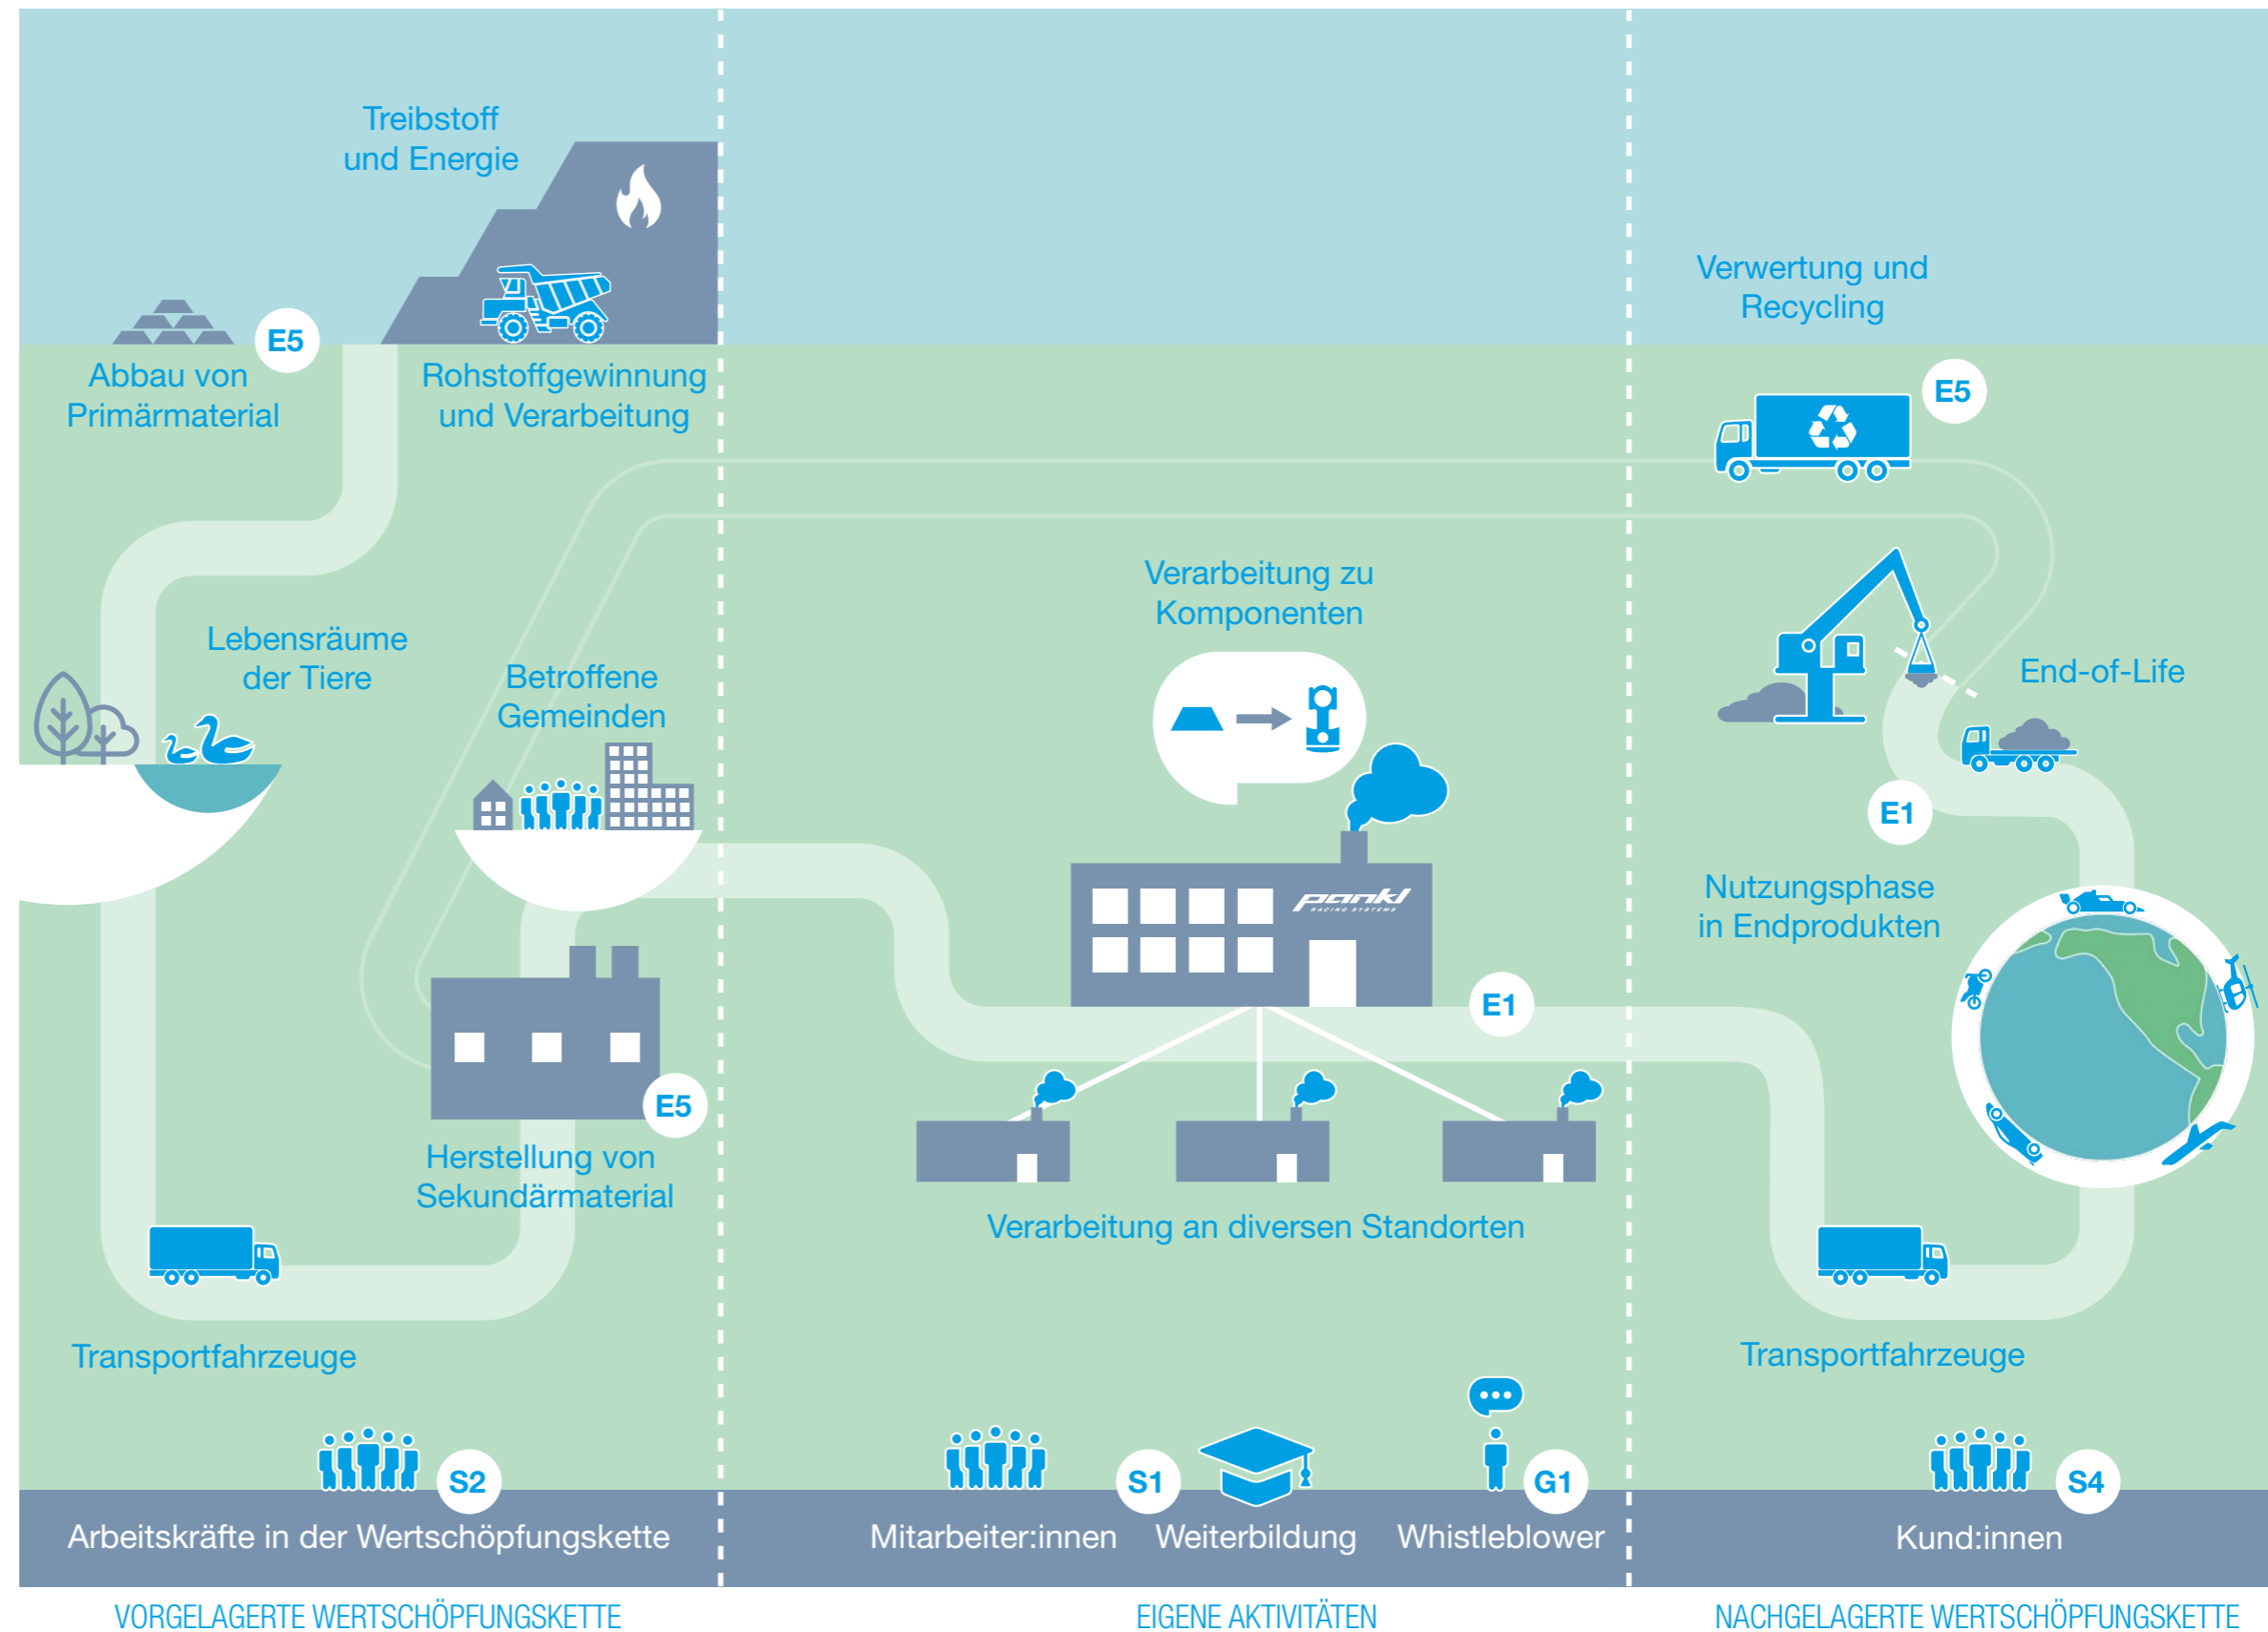 Treibstoff
und Energie
E5
Abbau von
Primärmaterial
Rohstoffgewinnung
und Verarbeitung
Lebensräume
der Tiere
Betroffene
Gemeinden
E5
Herstellung von
Sekundärmaterial
Transportfahrzeuge
S2
Arbeitskräfte in der Wertschöpfungskette
VORGELAGERTE WERTSCHÖPFUNGSKETTE
Verarbeitung zu
Komponenten
pankl
RACING SYSTEMS
E1
Verarbeitung an diversen Standorten
S1
G1
Mitarbeiter:innen
Weiterbildung
Whistleblower
EIGENE AKTIVITÄTEN
Verwertung und
Recycling
E5
End-of-Life
E1
Nutzungsphase
in Endprodukten
Transportfahrzeuge
S4
Kund:innen
NACHGELAGERTE WERTSCHÖPFUNGSKETTE